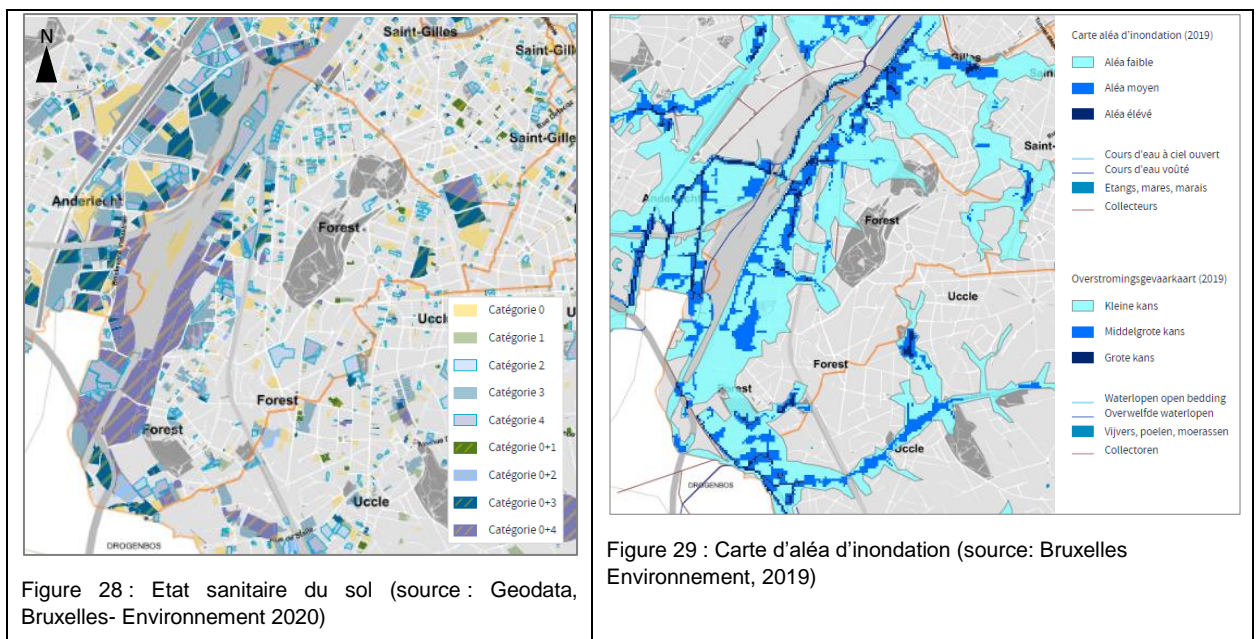 N
Saint-Gilles
Saint-Gill
Saint-Gilles
Anderlecht
Forest
Uccl
U
Forest
Forest
Uccle
DROGENBOS
Catégorie 0
Catégorie 1
Catégorie 2
Catégorie 3
Catégorie 4
Catégorie 0+1
Catégorie 0+2
Catégorie 0+3
Catégorie 0+4
Figure 28 : Etat sanitaire du sol (source : Geodata,
Bruxelles- Environnement 2020)
Gilles
Saint-
Forest
Uccle
Forest
Forest
Uccle
DROGENBOS
Carte aléa d'inondation (2019)
Aléa faible
Aléa moyen
Aléa élévé
Cours d'eau à ciel ouvert
Cours d'eau voûté
Etangs, mares, marais
Collecteurs
Overstromingsgevaarkaart (2019)
Kleine kans
Middelgrote kans
Grote kans
Waterlopen open bedding
Overwelfde waterlopen
Vijvers, poelen, moerassen
Collectoren
Figure 29 : Carte d'aléa d'inondation (source: Bruxelles
Environnement, 2019)